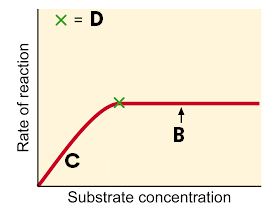 × = D
Rate of reaction
C
B
Substrate concentration